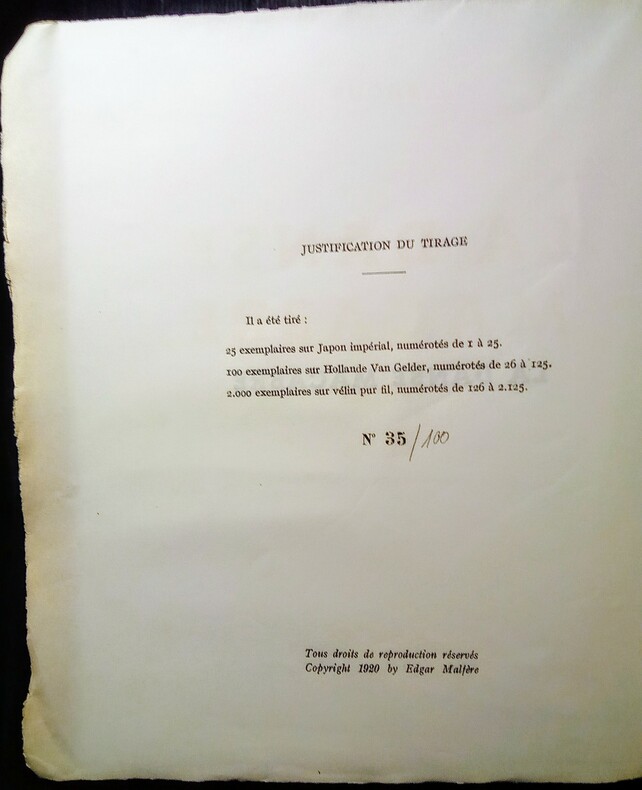 JUSTIFICATION DU TIRAGE
Il a été tiré :
25 exemplaires sur Japon impérial, numérotés de 1 à 25.
100 exemplaires sur Hollande Van Gelder, numérotés de 26 à 125.
2.000 exemplaires sur vélin pur fil, numérotés de 126 à 2.125.
N° 35/100
Tous droits de reproduction réservés
Copyright 1920 by Edgar Malfère